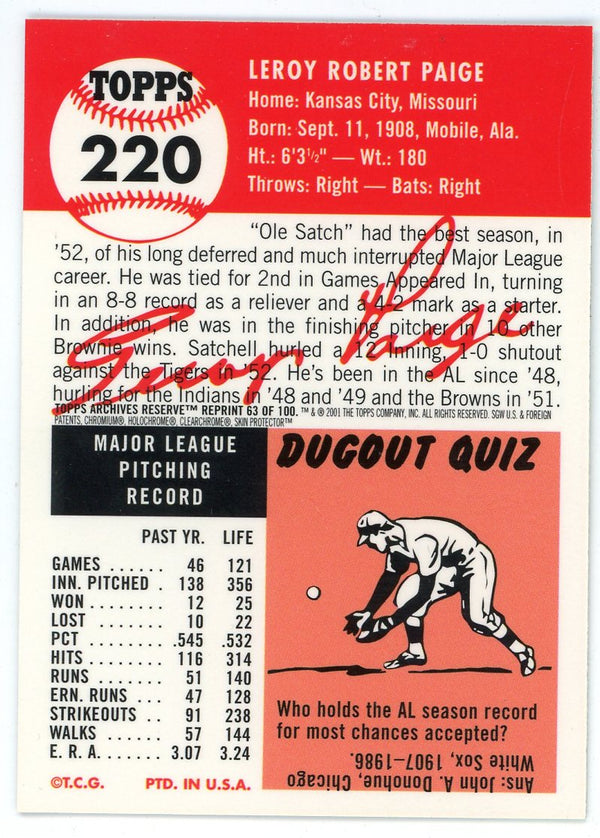 TOPPS
220
LEROY ROBERT PAIGE
Home: Kansas City, Missouri
Born: Sept. 11, 1908, Mobile, Ala.
Ht.: 6'3½" — Wt.: 180
Throws: Right — Bats: Right
"Ole Satch" had the best season, in
'52, of his long deferred and much interrupted Major League
career. He was tied for 2nd in Games Appeared In, turning
in an 8-8 record as a reliever and a 4-2 mark as a starter.
In addition, he was in the finishing pitcher in 10 other
Brownie wins. Satchell hurled a 12 inning, 1-0 shutout
against the Tigers in '52. He's been in the AL since '48,
hurling for the Indians in '48 and '49 and the Browns in '51.
Paige
TOPPS ARCHIVES RESERVE™ REPRINT 63 OF 100. ™ & © 2001 THE TOPPS COMPANY, INC. ALL RIGHTS RESERVED. SGW U.S. & FOREIGN
PATENTS, CHROMIUM®, HOLOCHROME®, CLEARCHROME®, SKIN PROTECTOR™
MAJOR LEAGUE
PITCHING
RECORD
PAST YR. LIFE
GAMES ...... 46 121
INN. PITCHED . 138 356
WON ........ 12 25
LOST ........ 10 22
PCT ........ .545 .532
HITS ........ 116 314
RUNS ....... 51 140
ERN. RUNS ... 47 128
STRIKEOUTS .. 91 238
WALKS ...... 57 144
E. R. A. ...... 3.07 3.24
©T.C.G. PTD. IN U.S.A.
DUGOUT QUIZ
Who holds the AL season record
for most chances accepted?
Ans: John A. Donohue, Chicago
White Sox, 1907–1986.